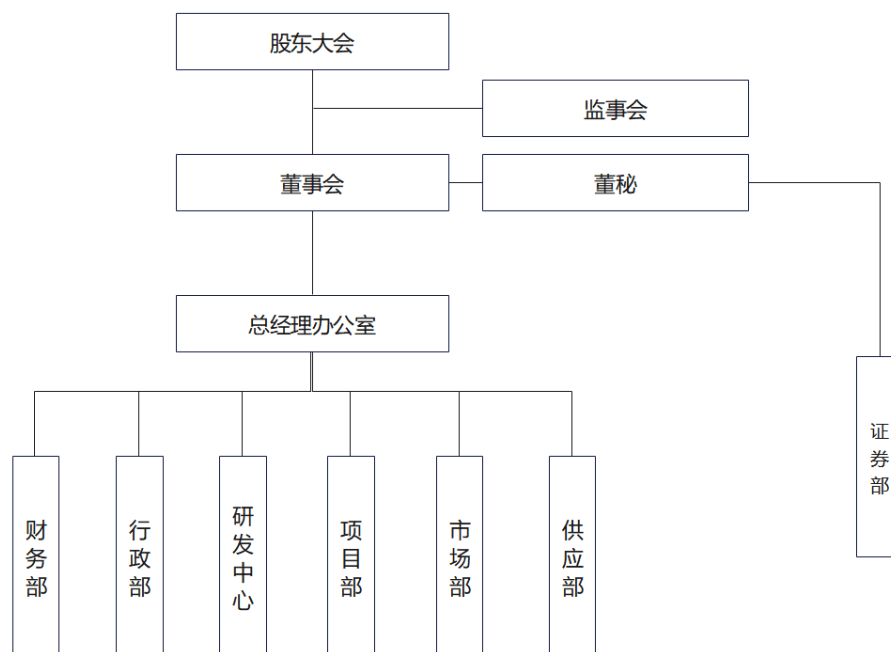 股东大会
监事会
董事会
董秘
总经理办公室
证券部
财务部
行政部
研发中心
项目部
市场部
供应部